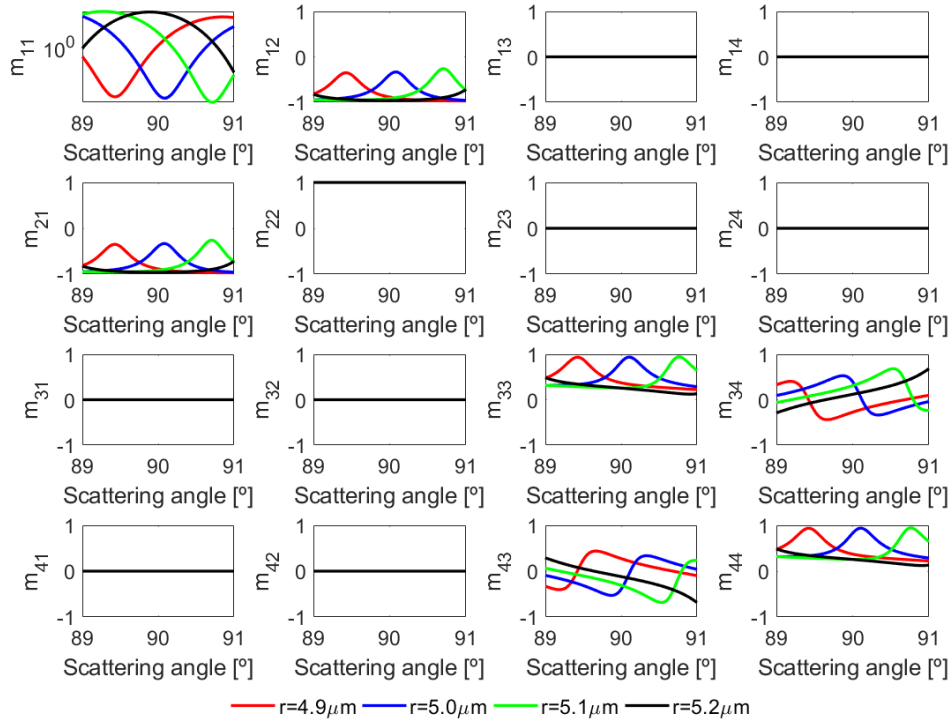 m11 10⁰ 89 90 91 Scattering angle [º]
m12 1 0 -1 89 90 91 Scattering angle [º]
m13 1 0 -1 89 90 91 Scattering angle [º]
m14 1 0 -1 89 90 91 Scattering angle [º]
m21 1 0 -1 89 90 91 Scattering angle [º]
m22 1 0 -1 89 90 91 Scattering angle [º]
m23 1 0 -1 89 90 91 Scattering angle [º]
m24 1 0 -1 89 90 91 Scattering angle [º]
m31 1 0 -1 89 90 91 Scattering angle [º]
m32 1 0 -1 89 90 91 Scattering angle [º]
m33 1 0 -1 89 90 91 Scattering angle [º]
m34 1 0 -1 89 90 91 Scattering angle [º]
m41 1 0 -1 89 90 91 Scattering angle [º]
m42 1 0 -1 89 90 91 Scattering angle [º]
m43 1 0 -1 89 90 91 Scattering angle [º]
m44 1 0 -1 89 90 91 Scattering angle [º]
r=4.9μm r=5.0μm r=5.1μm r=5.2μm